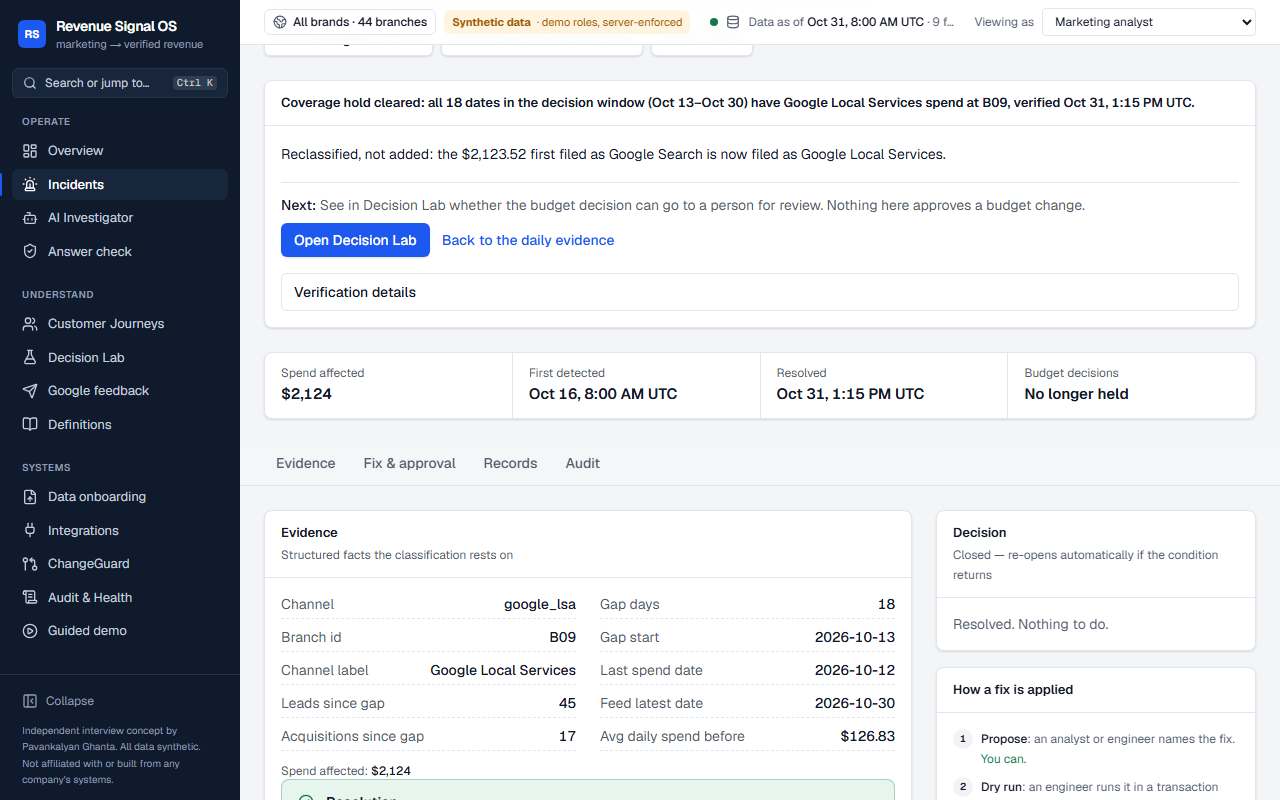 RS
Revenue Signal OS
marketing → verified revenue
Search or jump to... Ctrl K
OPERATE
Overview
Incidents
AI Investigator
Answer check
UNDERSTAND
Customer Journeys
Decision Lab
Google feedback
Definitions
SYSTEMS
Data onboarding
Integrations
ChangeGuard
Audit & Health
Guided demo
Collapse
Independent interview concept by
Pavankalyan Ghanta. All data synthetic.
Not affiliated with or built from any
company's systems.
All brands · 44 branches
Synthetic data · demo roles, server-enforced
Data as of Oct 31, 8:00 AM UTC · 9 f...
Viewing as
Marketing analyst
Coverage hold cleared: all 18 dates in the decision window (Oct 13–Oct 30) have Google Local Services spend at B09, verified Oct 31, 1:15 PM UTC.
Reclassified, not added: the $2,123.52 first filed as Google Search is now filed as Google Local Services.
Next: See in Decision Lab whether the budget decision can go to a person for review. Nothing here approves a budget change.
Open Decision Lab
Back to the daily evidence
Verification details
Spend affected
$2,124
First detected
Oct 16, 8:00 AM UTC
Resolved
Oct 31, 1:15 PM UTC
Budget decisions
No longer held
Evidence
Fix & approval
Records
Audit
Evidence
Structured facts the classification rests on
Channel google_lsa
Gap days 18
Branch id B09
Gap start 2026-10-13
Channel label Google Local Services
Last spend date 2026-10-12
Leads since gap 45
Feed latest date 2026-10-30
Acquisitions since gap 17
Avg daily spend before $126.83
Spend affected: $2,124
Resolution
Decision
Closed — re-opens automatically if the condition
returns
Resolved. Nothing to do.
How a fix is applied
1 Propose: an analyst or engineer names the fix.
You can.
2 Dry run: an engineer runs it in a transaction